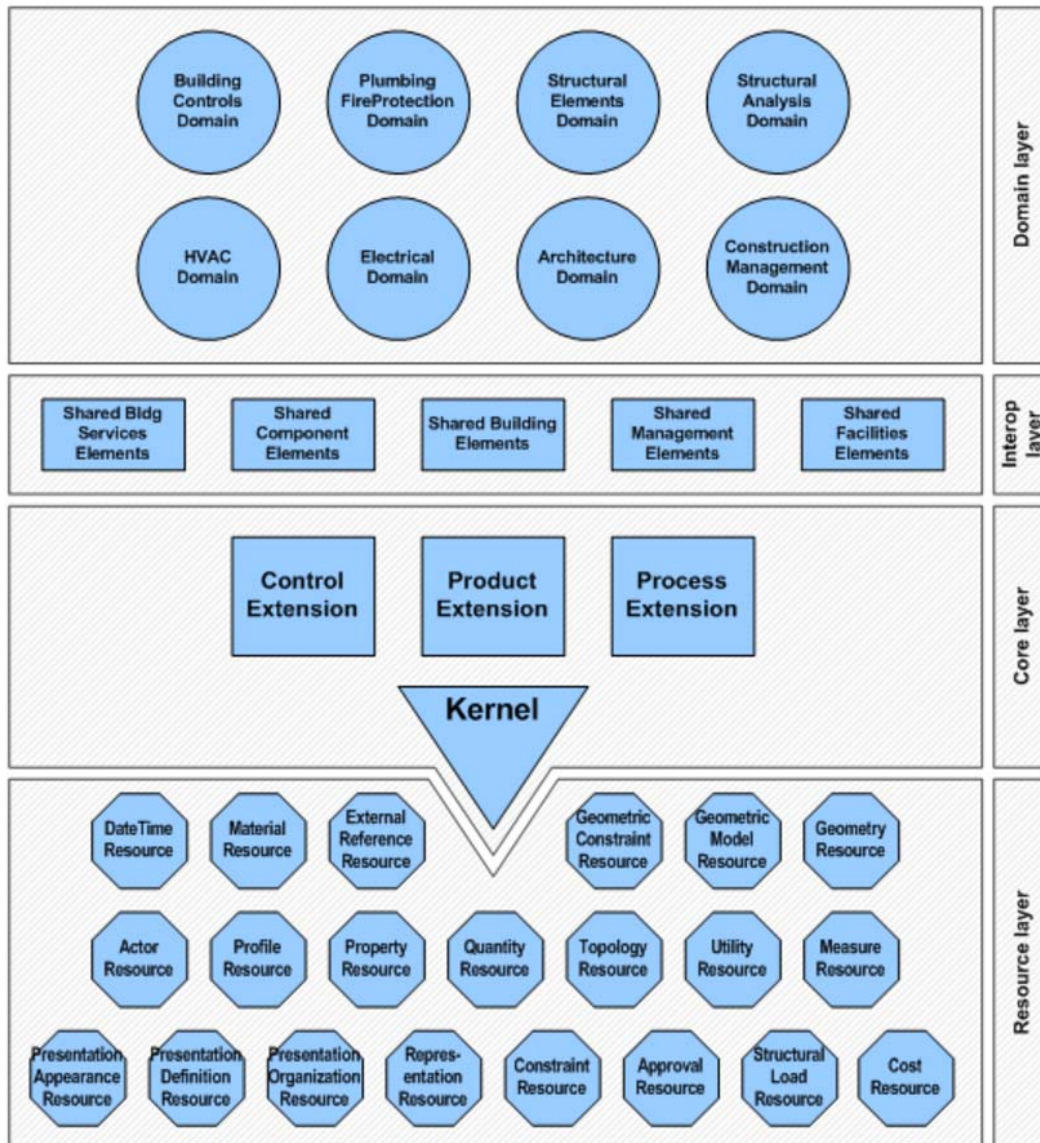 Building
Controls
Domain
Plumbing
FireProtection
Domain
Structural
Elements
Domain
Structural
Analysis
Domain
HVAC
Domain
Electrical
Domain
Architecture
Domain
Construction
Management
Domain
Domain layer
Shared Bldg
Services
Elements
Shared
Component
Elements
Shared Building
Elements
Shared
Management
Elements
Shared
Facilities
Elements
Interop
layer
Control
Extension
Product
Extension
Process
Extension
Kernel
Core layer
DateTime
Resource
Material
Resource
External
Reference
Resource
Geometric
Constraint
Resource
Geometric
Model
Resource
Geometry
Resource
Actor
Resource
Profile
Resource
Property
Resource
Quantity
Resource
Topology
Resource
Utility
Resource
Measure
Resource
Presentation
Appearance
Resource
Presentation
Definition
Resource
Presentation
Organization
Resource
Repres-
entation
Resource
Constraint
Resource
Approval
Resource
Structural
Load
Resource
Cost
Resource
Resource layer